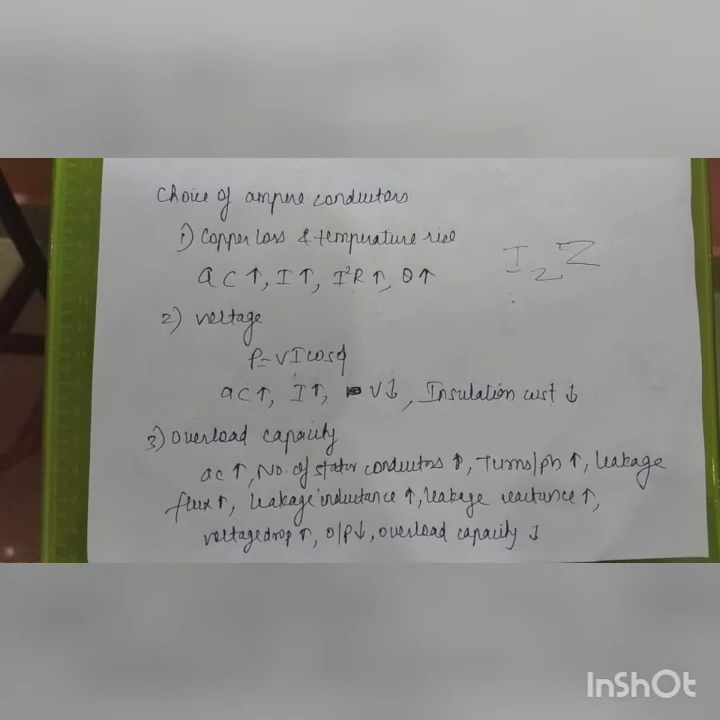 Choice of ampere conductors
1) Copper loss & temperature rise
I₂Z
ac↑, I↑, I²R↑, θ↑
2) voltage
P=VIcosϕ
ac↑, I↑, V↓, Insulation cost ↓
3) Overload capacity
ac↑, No. of stator conductors ↑, Turns/ph ↑, leakage
flux↑, leakage inductance ↑, leakage reactance ↑,
voltage drop ↑, O/P↓, overload capacity ↓
InShOt